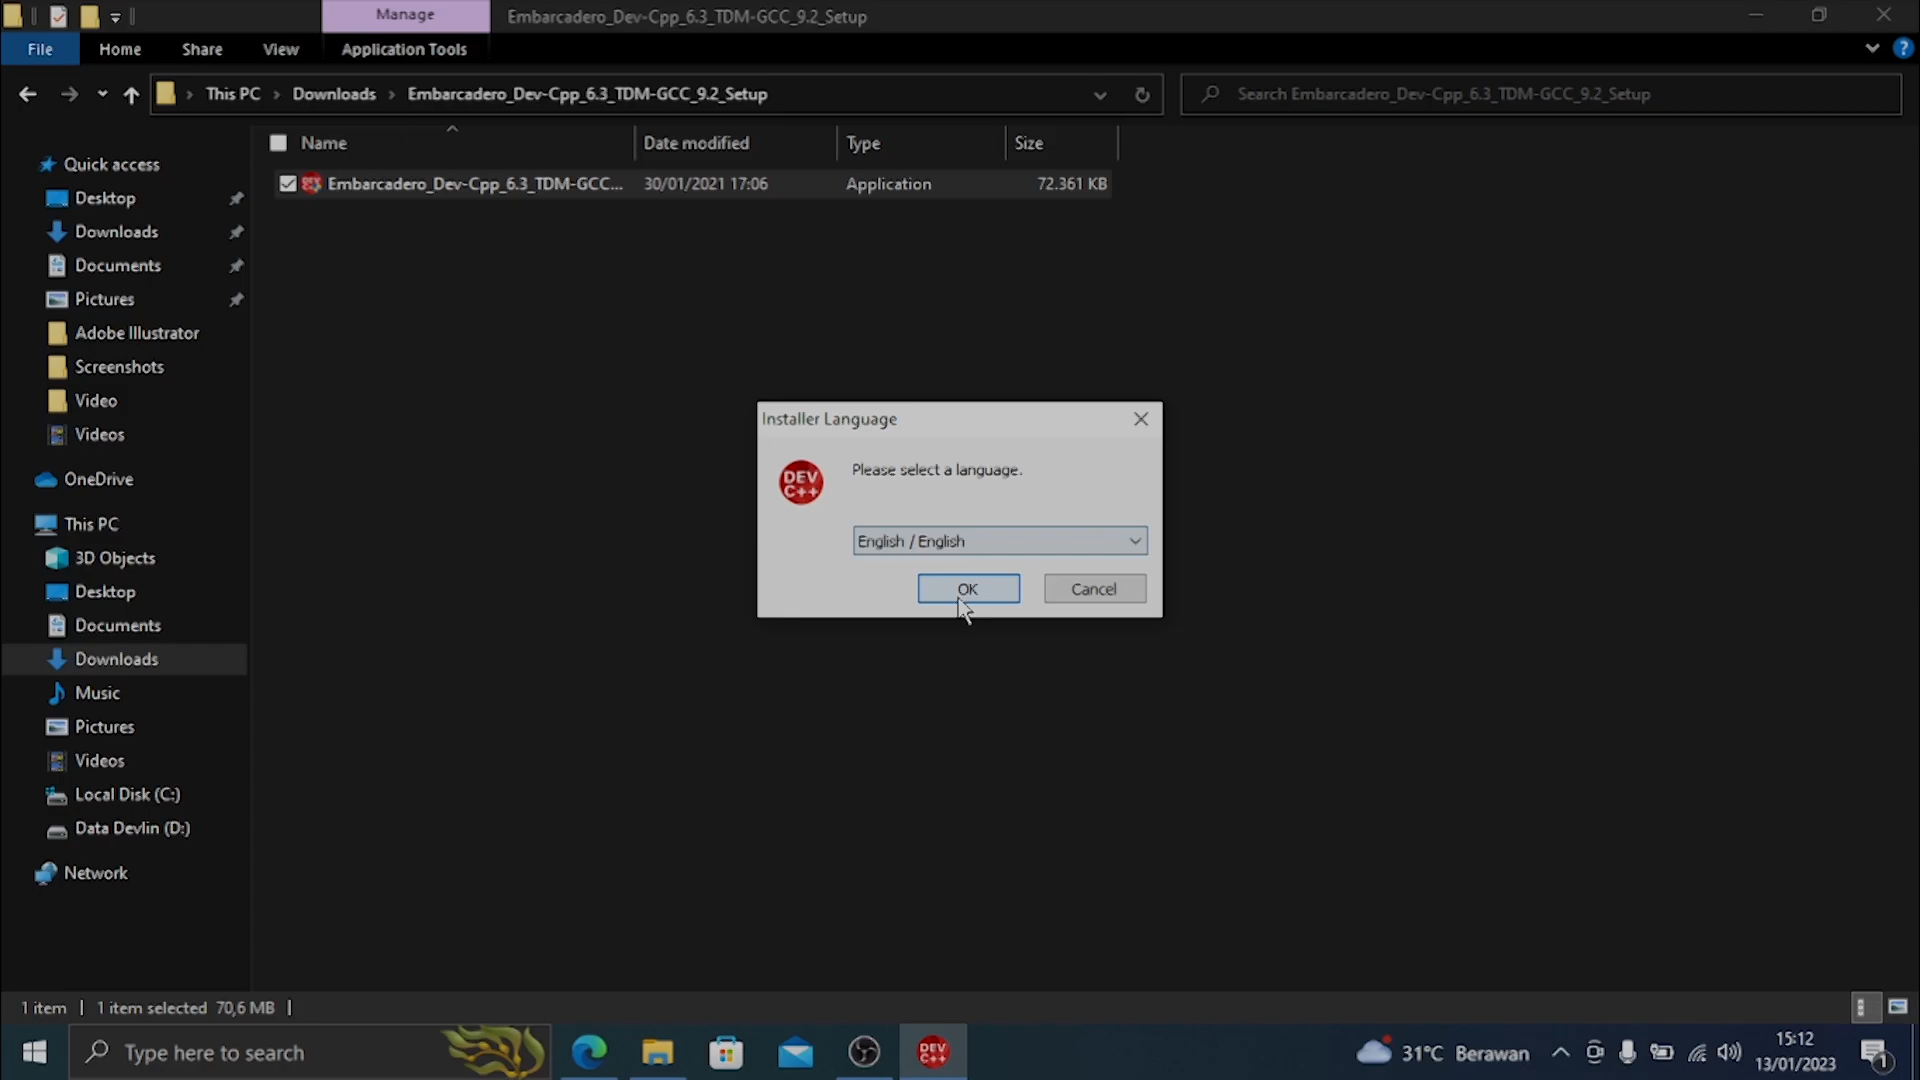 Manage
Embarcadero_Dev-Cpp_6.3_TDM-GCC_9.2_Setup
File
Home
Share
View
Application Tools
This PC
Downloads
Embarcadero_Dev-Cpp_6.3_TDM-GCC_9.2_Setup
Search Embarcadero_Dev-Cpp_6.3_TDM-GCC_9.2_Setup
Name
Date modified
Type
Size
Embarcadero_Dev-Cpp_6.3_TDM-GCC...
30/01/2021 17:06
Application
72.361 KB
Quick access
Desktop
Downloads
Documents
Pictures
Adobe Illustrator
Screenshots
Video
Videos
OneDrive
This PC
3D Objects
Desktop
Documents
Downloads
Music
Pictures
Videos
Local Disk (C:)
Data Devlin (D:)
Network
Installer Language
DEV
C++
Please select a language.
English / English
OK
Cancel
1 item
1 item selected 70,6 MB
Type here to search
DEV
C++
31°C Berawan
15:12
13/01/2023
1